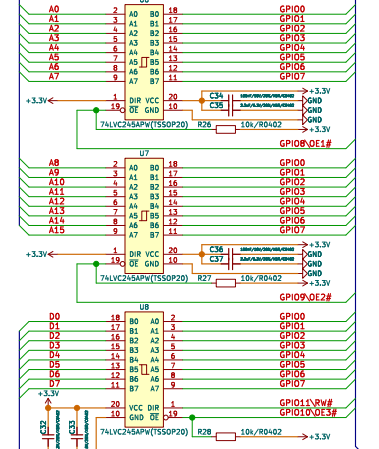 A0 2 A0 B0 18 GPIO0
A1 3 A1 B1 17 GPIO1
A2 4 A2 B2 16 GPIO2
A3 5 A3 B3 15 GPIO3
A4 6 A4 B4 14 GPIO4
A5 7 A5 B5 13 GPIO5
A6 8 A6 B6 12 GPIO6
A7 9 A7 B7 11 GPIO7
+3.3V 1 DIR VCC 20 C34 +3.3V
19 OE GND 10 C35 GND
GND
74LVC245APW(TSSOP20) R26 10k/R0402 +3.3V
GPIO8\OE1#
U7
A8 2 A0 B0 18 GPIO0
A9 3 A1 B1 17 GPIO1
A10 4 A2 B2 16 GPIO2
A11 5 A3 B3 15 GPIO3
A12 6 A4 B4 14 GPIO4
A13 7 A5 B5 13 GPIO5
A14 8 A6 B6 12 GPIO6
A15 9 A7 B7 11 GPIO7
+3.3V 1 DIR VCC 20 C36 +3.3V
19 OE GND 10 C37 GND
GND
74LVC245APW(TSSOP20) R27 10k/R0402 +3.3V
GPIO9\OE2#
U8
D0 18 B0 A0 2 GPIO0
D1 17 B1 A1 3 GPIO1
D2 16 B2 A2 4 GPIO2
D3 15 B3 A3 5 GPIO3
D4 14 B4 A4 6 GPIO4
D5 13 B5 A5 7 GPIO5
D6 12 B6 A6 8 GPIO6
D7 11 B7 A7 9 GPIO7
+3.3V
20 VCC DIR 1 GPIO11\RW#
10 GND OE 19 GPIO10\OE3#
C32 C33
74LVC245APW(TSSOP20) R28 10k/R0402 +3.3V